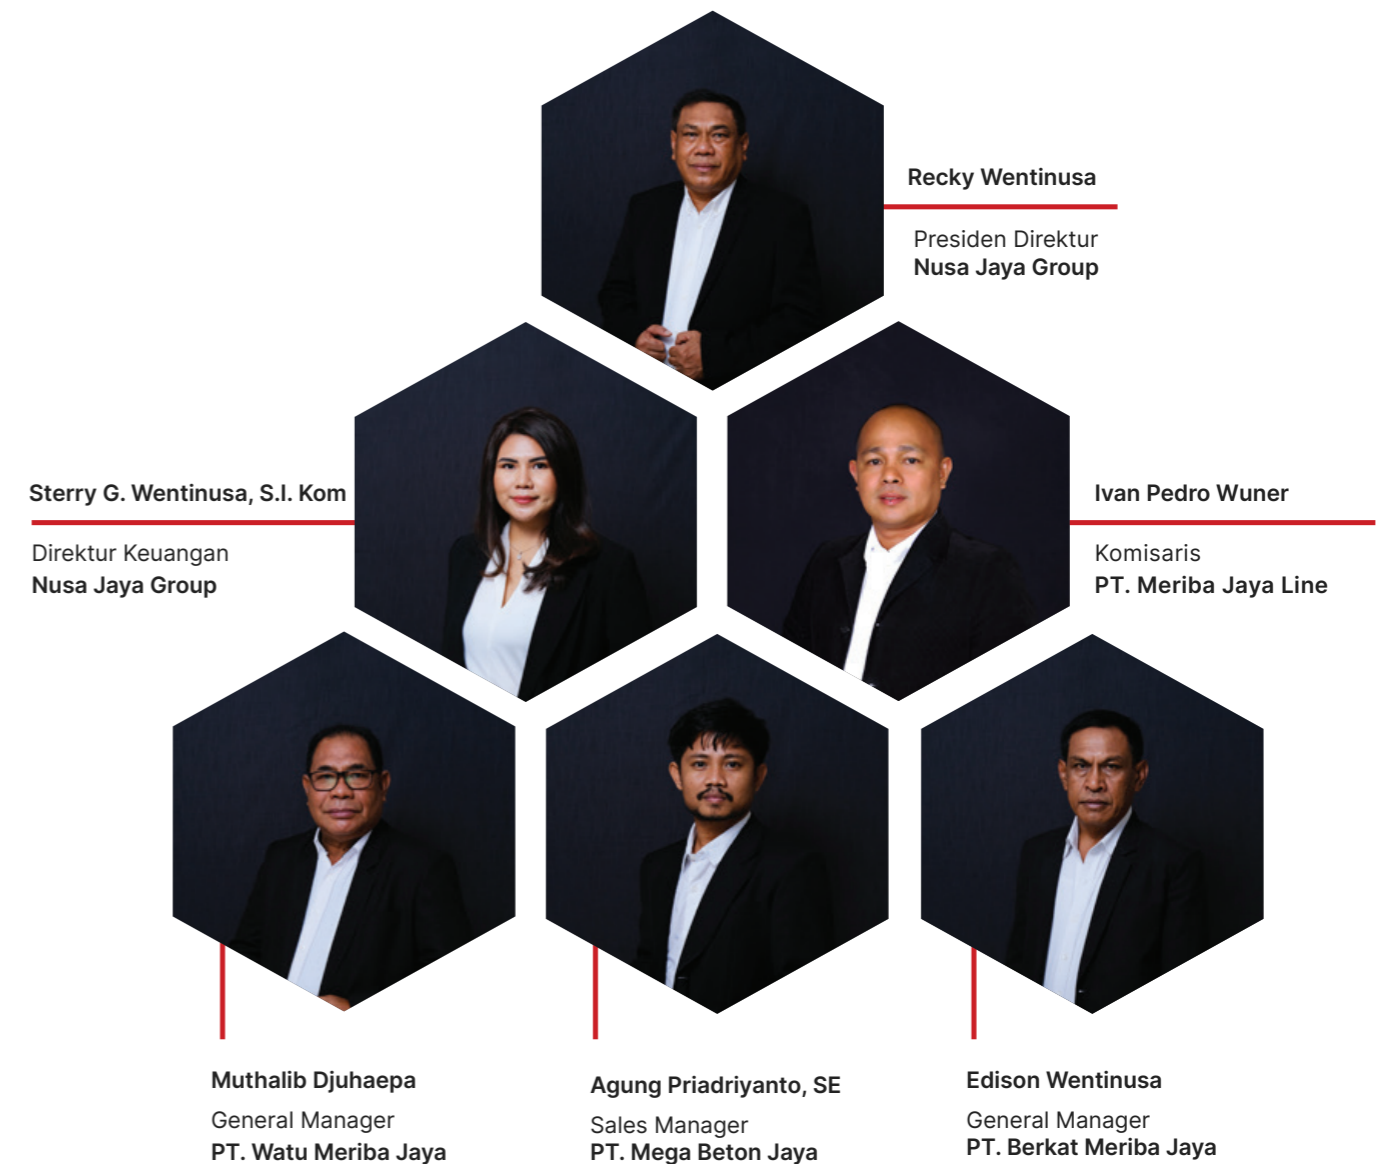 Recky Wentinusa
Presiden Direktur
Nusa Jaya Group
Sterry G. Wentinusa, S.I. Kom
Direktur Keuangan
Nusa Jaya Group
Ivan Pedro Wuner
Komisaris
PT. Meriba Jaya Line
Muthalib Djuhaepa
General Manager
PT. Watu Meriba Jaya
Agung Priadriyanto, SE
Sales Manager
PT. Mega Beton Jaya
Edison Wentinusa
General Manager
PT. Berkat Meriba Jaya